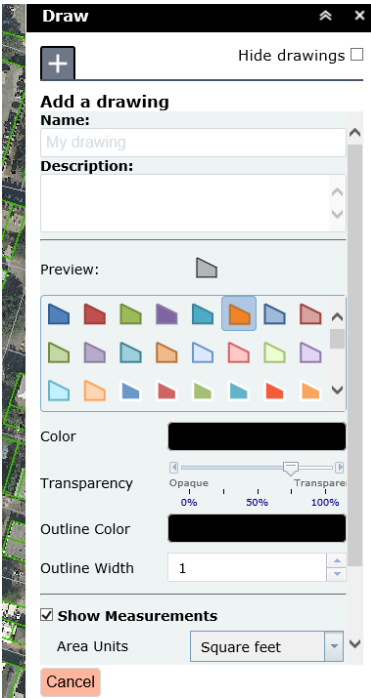 Draw
Hide drawings
Add a drawing
Name:
My drawing
Description:
Preview:
Color
Transparency
Opaque Transpare
0% 50% 100%
Outline Color
Outline Width 1
Show Measurements
Area Units Square feet
Cancel